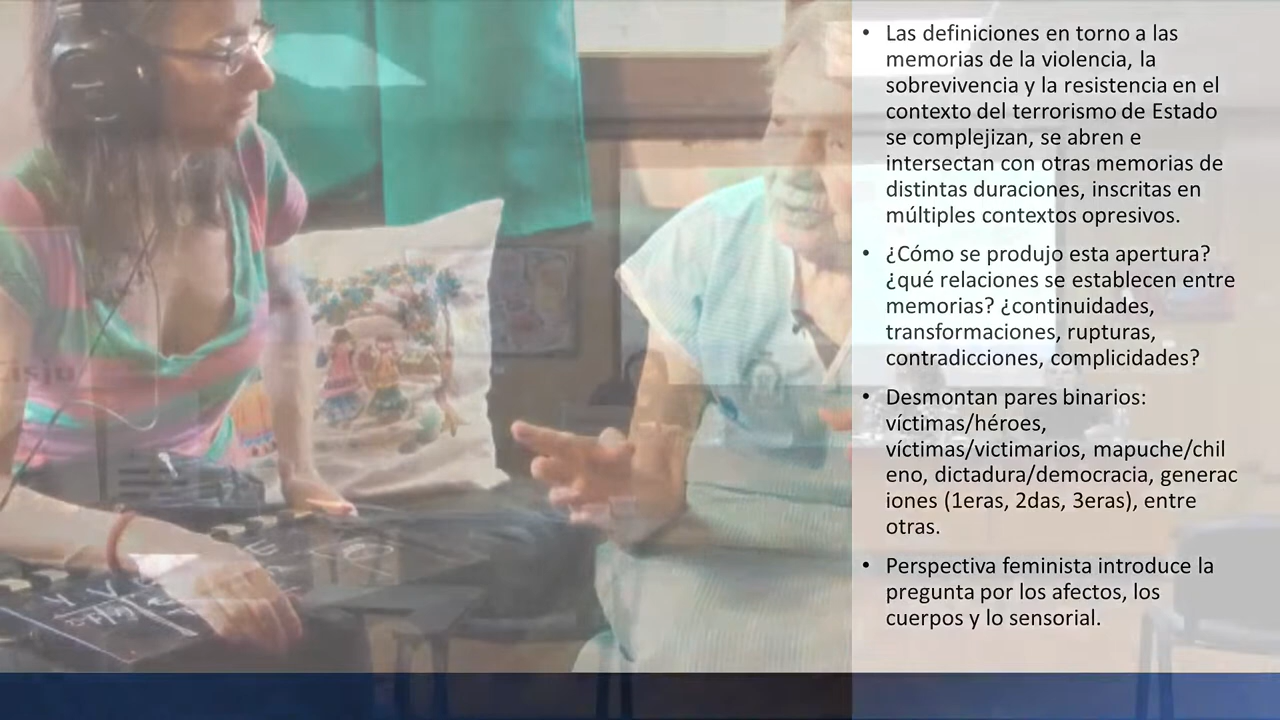 • Las definiciones en torno a las
memorias de la violencia, la
sobrevivencia y la resistencia en el
contexto del terrorismo de Estado
se complejizan, se abren e
intersectan con otras memorias de
distintas duraciones, inscritas en
múltiples contextos opresivos.
• ¿Cómo se produjo esta apertura?
¿qué relaciones se establecen entre
memorias? ¿continuidades,
transformaciones, rupturas,
contradicciones, complicidades?
• Desmontan pares binarios:
víctimas/héroes,
víctimas/victimarios, mapuche/chil
eno, dictadura/democracia, generac
iones (1eras, 2das, 3eras), entre
otras.
• Perspectiva feminista introduce la
pregunta por los afectos, los
cuerpos y lo sensorial.